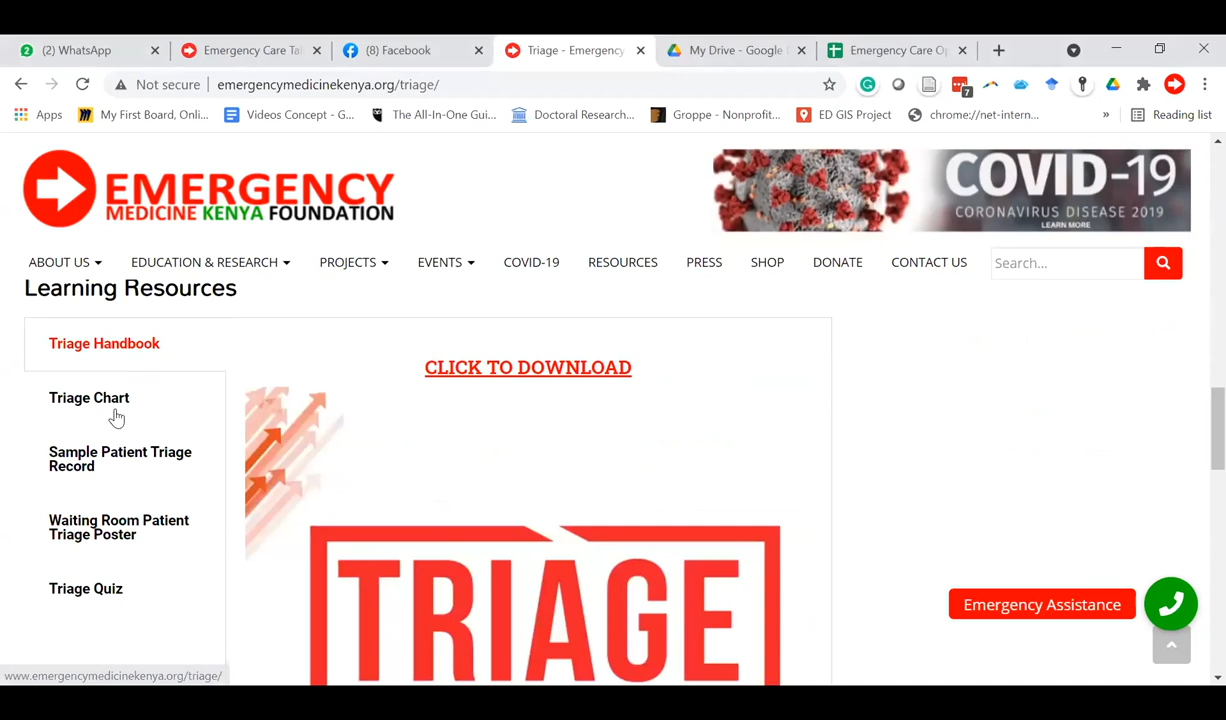 (2) WhatsApp
Emergency Care Tal
(8) Facebook
Triage - Emergency
My Drive - Google
Emergency Care Op
Not secure
emergencymedicinekenya.org/triage/
7
Apps
My First Board, Onli...
Videos Concept - G...
The All-In-One Gui...
Doctoral Research...
Groppe - Nonprofit...
ED GIS Project
chrome://net-intern...
»
Reading list
EMERGENCY
MEDICINE KENYA FOUNDATION
COVID-19
CORONAVIRUS DISEASE 2019
LEARN MORE
ABOUT US
EDUCATION & RESEARCH
PROJECTS
EVENTS
COVID-19
RESOURCES
PRESS
SHOP
DONATE
CONTACT US
Search...
Learning Resources
Triage Handbook
CLICK TO DOWNLOAD
Triage Chart
Sample Patient Triage
Record
Waiting Room Patient
Triage Poster
Triage Quiz
TRIAGE
Emergency Assistance
www.emergencymedicinekenya.org/triage/